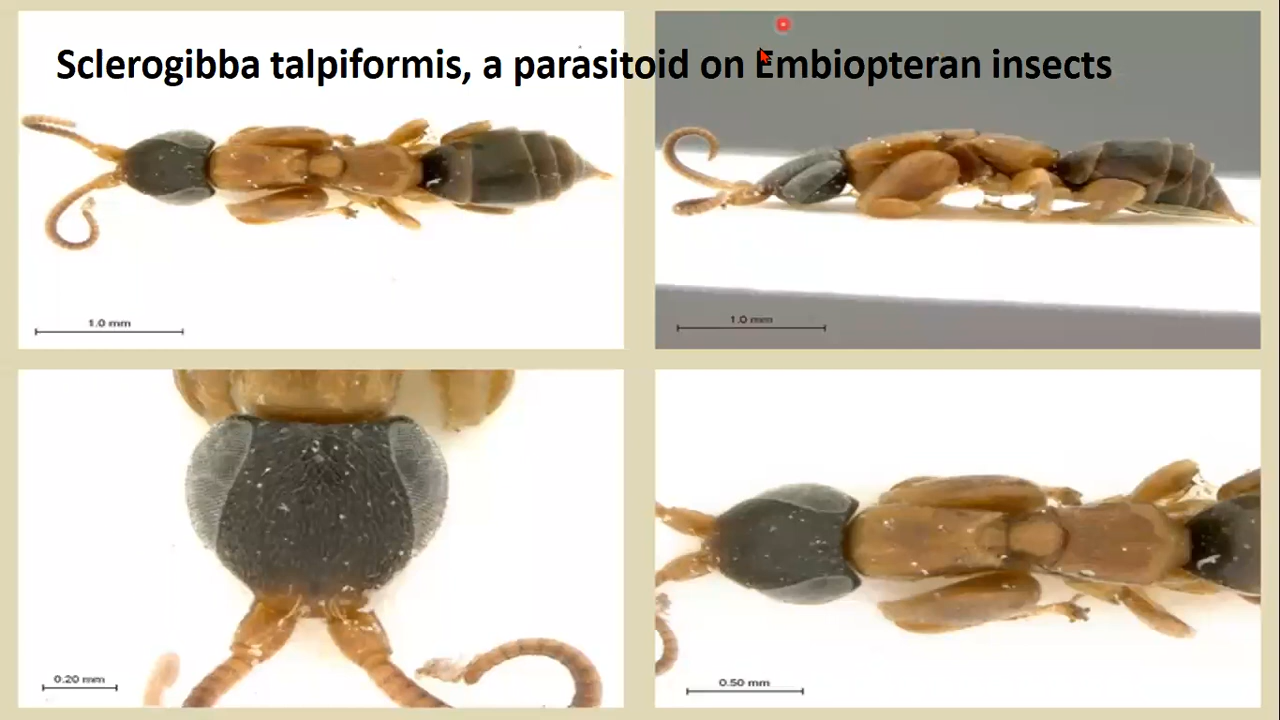 Sclerogibba talpiformis, a parasitoid on Embiopteran insects
1.0 mm
1.0 mm
0.20 mm
0.50 mm